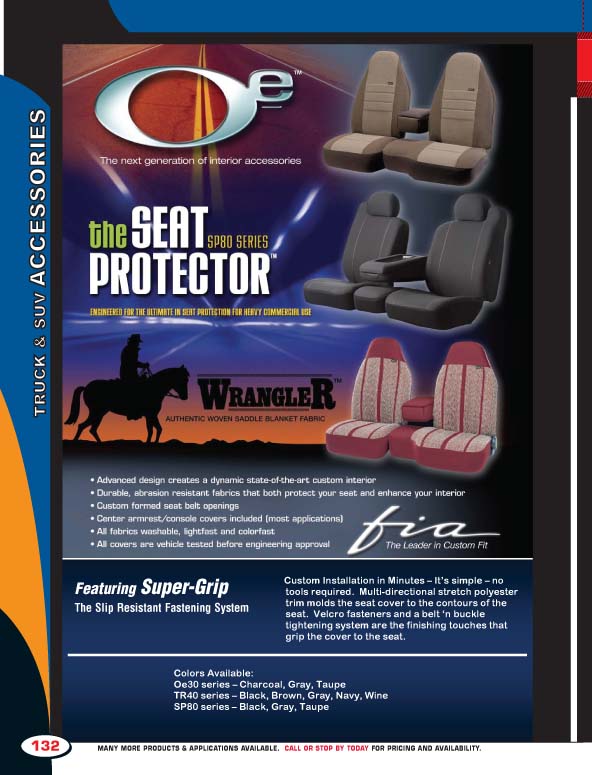 TRUCK & SUV ACCESSORIES
Oe™
The next generation of interior accessories
the SEAT
SP80 SERIES
PROTECTOR™
ENGINEERED FOR THE ULTIMATE IN SEAT PROTECTION FOR HEAVY COMMERCIAL USE
WRANGLER™
AUTHENTIC WOVEN SADDLE BLANKET FABRIC
• Advanced design creates a dynamic state-of-the-art custom interior
• Durable, abrasion resistant fabrics that both protect your seat and enhance your interior
• Custom formed seat belt openings
• Center armrest/console covers included (most applications)
• All fabrics washable, lightfast and colorfast
• All covers are vehicle tested before engineering approval
fia
The Leader in Custom Fit
Featuring Super-Grip
The Slip Resistant Fastening System
Custom Installation in Minutes – It's simple – no
tools required. Multi-directional stretch polyester
trim molds the seat cover to the contours of the
seat. Velcro fasteners and a belt 'n buckle
tightening system are the finishing touches that
grip the cover to the seat.
Colors Available:
Oe30 series – Charcoal, Gray, Taupe
TR40 series – Black, Brown, Gray, Navy, Wine
SP80 series – Black, Gray, Taupe
132
MANY MORE PRODUCTS & APPLICATIONS AVAILABLE. CALL OR STOP BY TODAY FOR PRICING AND AVAILABILITY.